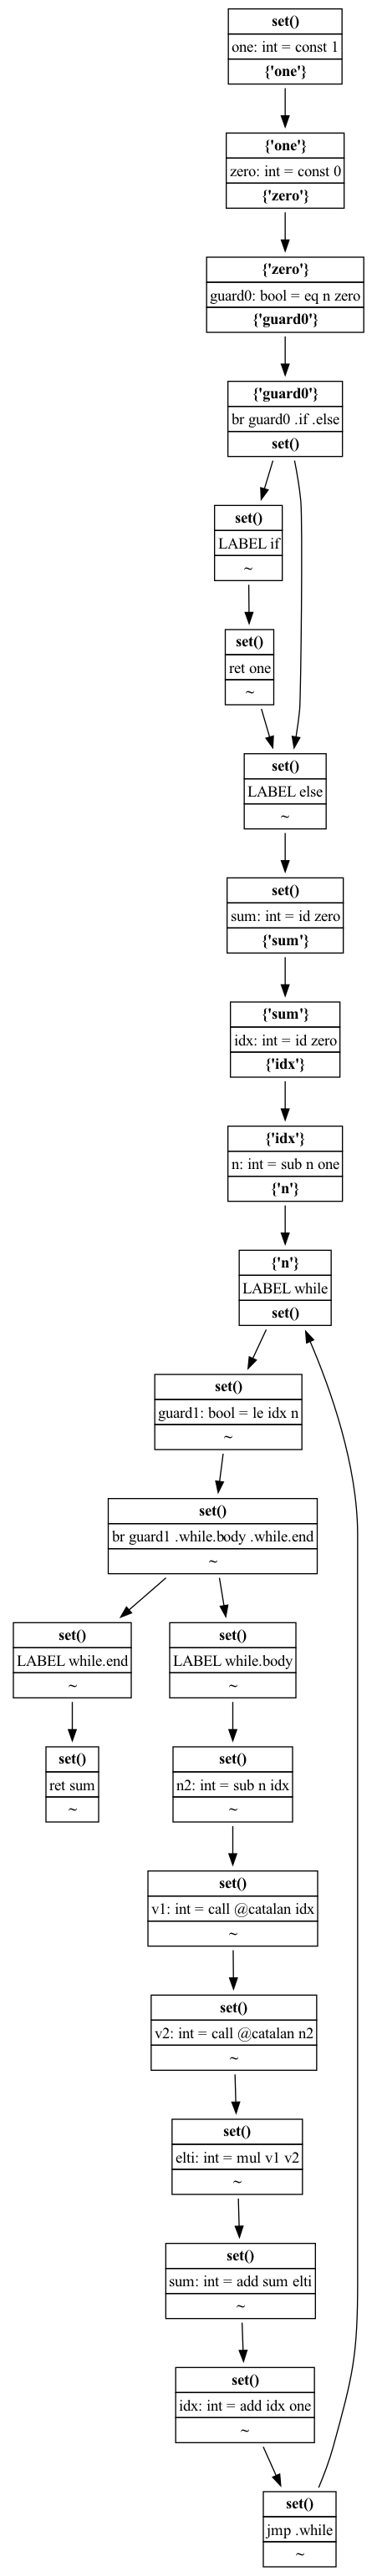 set()
one: int = const 1
{'one'}
{'one'}
zero: int = const 0
{'zero'}
{'zero'}
guard0: bool = eq n zero
{'guard0'}
{'guard0'}
br guard0 .if .else
set()
set()
LABEL if
~
set()
ret one
~
set()
LABEL else
~
set()
sum: int = id zero
{'sum'}
{'sum'}
idx: int = id zero
{'idx'}
{'idx'}
n: int = sub n one
{'n'}
{'n'}
LABEL while
set()
set()
guard1: bool = le idx n
~
set()
br guard1 .while.body .while.end
~
set()
LABEL while.end
~
set()
LABEL while.body
~
set()
ret sum
~
set()
n2: int = sub n idx
~
set()
v1: int = call @catalan idx
~
set()
v2: int = call @catalan n2
~
set()
elti: int = mul v1 v2
~
set()
sum: int = add sum elti
~
set()
idx: int = add idx one
~
set()
jmp .while
~